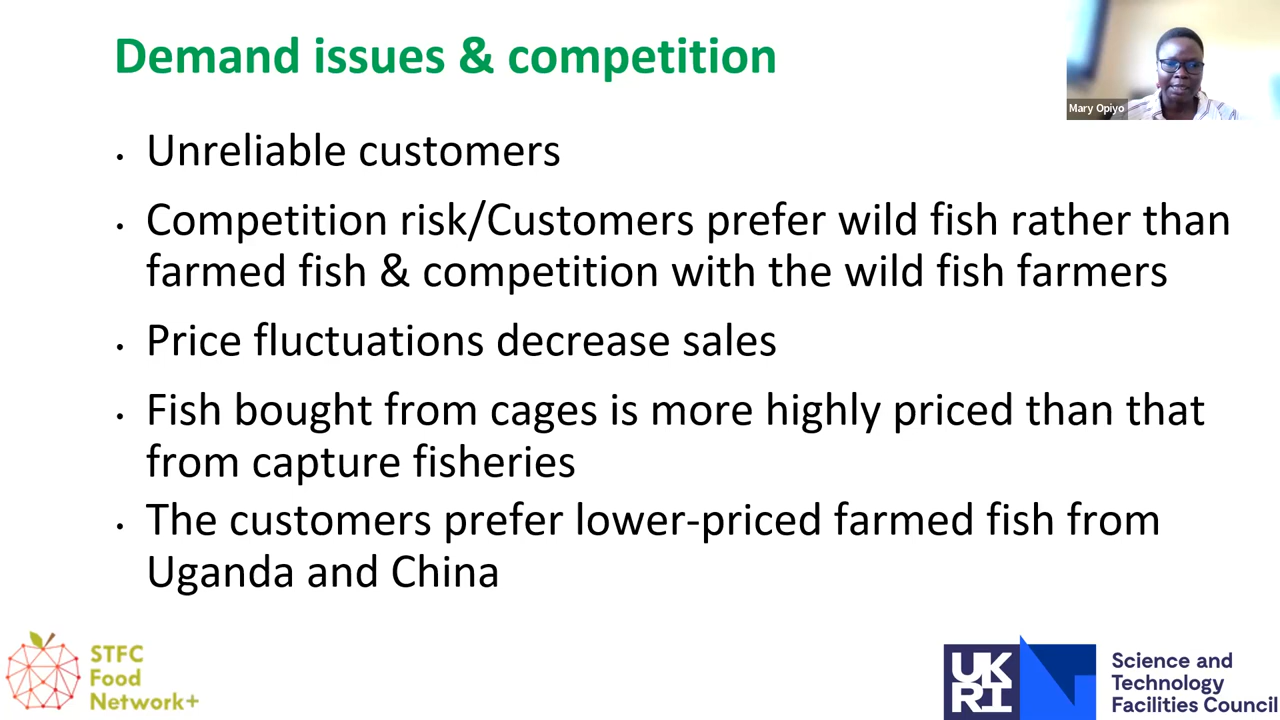 Demand issues & competition
Mary Opiyo
• Unreliable customers
• Competition risk/Customers prefer wild fish rather than
farmed fish & competition with the wild fish farmers
• Price fluctuations decrease sales
• Fish bought from cages is more highly priced than that
from capture fisheries
• The customers prefer lower-priced farmed fish from
Uganda and China
STFC
Food
Network+
UK
RI
Science and
Technology
Facilities Council